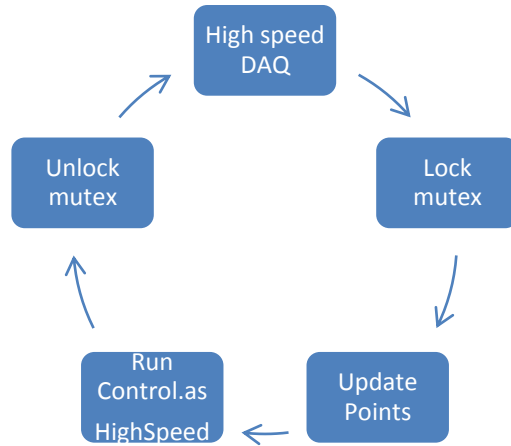 High speed
DAQ
Lock
mutex
Update
Points
Run
Control.as
HighSpeed
Unlock
mutex